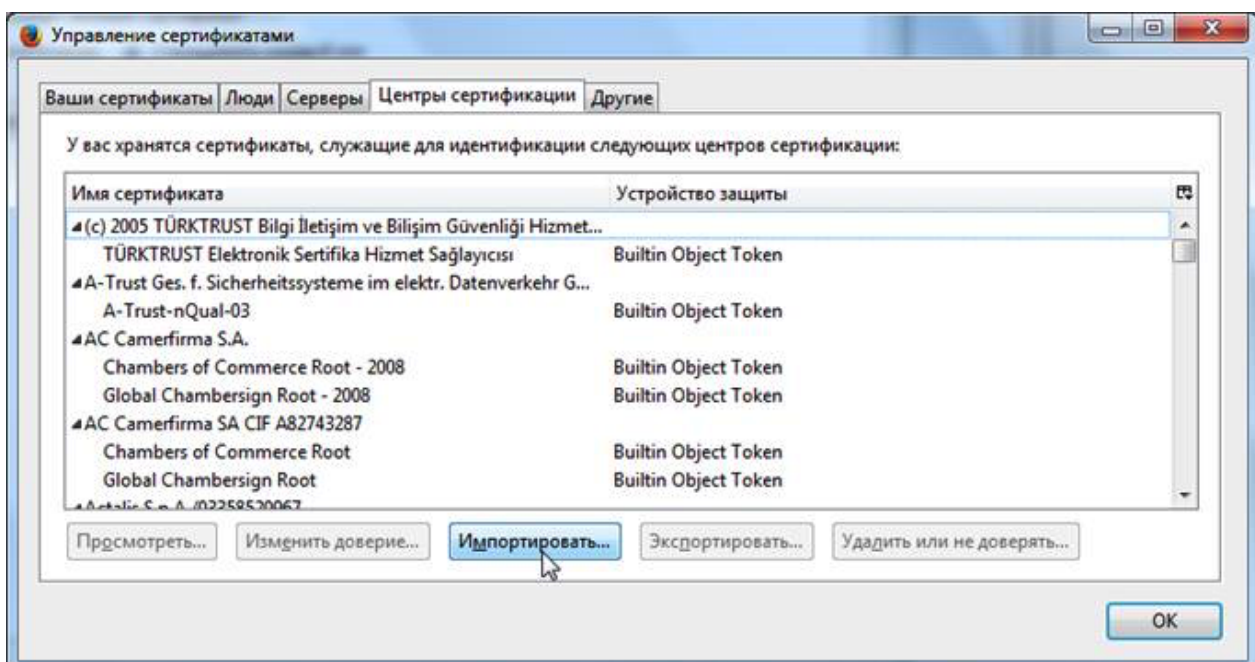 Управление сертификатами
Ваши сертификаты Люди Серверы Центры сертификации Другие
У вас хранятся сертификаты, служащие для идентификации следующих центров сертификации:
Имя сертификата Устройство защиты
(c) 2005 TÜRKTRUST Bilgi İletişim ve Bilişim Güvenliği Hizmet...
TÜRKTRUST Elektronik Sertifika Hizmet Sağlayıcısı Builtin Object Token
A-Trust Ges. f. Sicherheitssysteme im elektr. Datenverkehr G...
A-Trust-nQual-03 Builtin Object Token
AC Camerfirma S.A.
Chambers of Commerce Root - 2008 Builtin Object Token
Global Chambersign Root - 2008 Builtin Object Token
AC Camerfirma SA CIF A82743287
Chambers of Commerce Root Builtin Object Token
Global Chambersign Root Builtin Object Token
Actalis S.p.A./03358520967
Просмотреть... Изменить доверие... Импортировать... Экспортировать... Удалить или не доверять...
OK